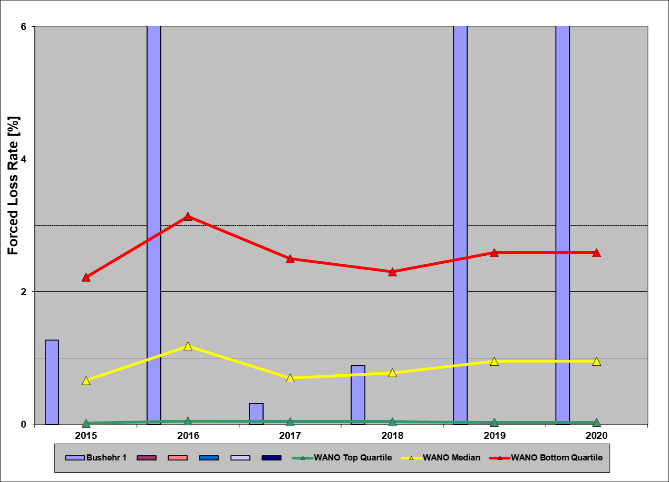 6
4
2
0
Forced Loss Rate [%]
2015 2016 2017 2018 2019 2020
Bushehr 1 WANO Top Quartile WANO Median WANO Bottom Quartile